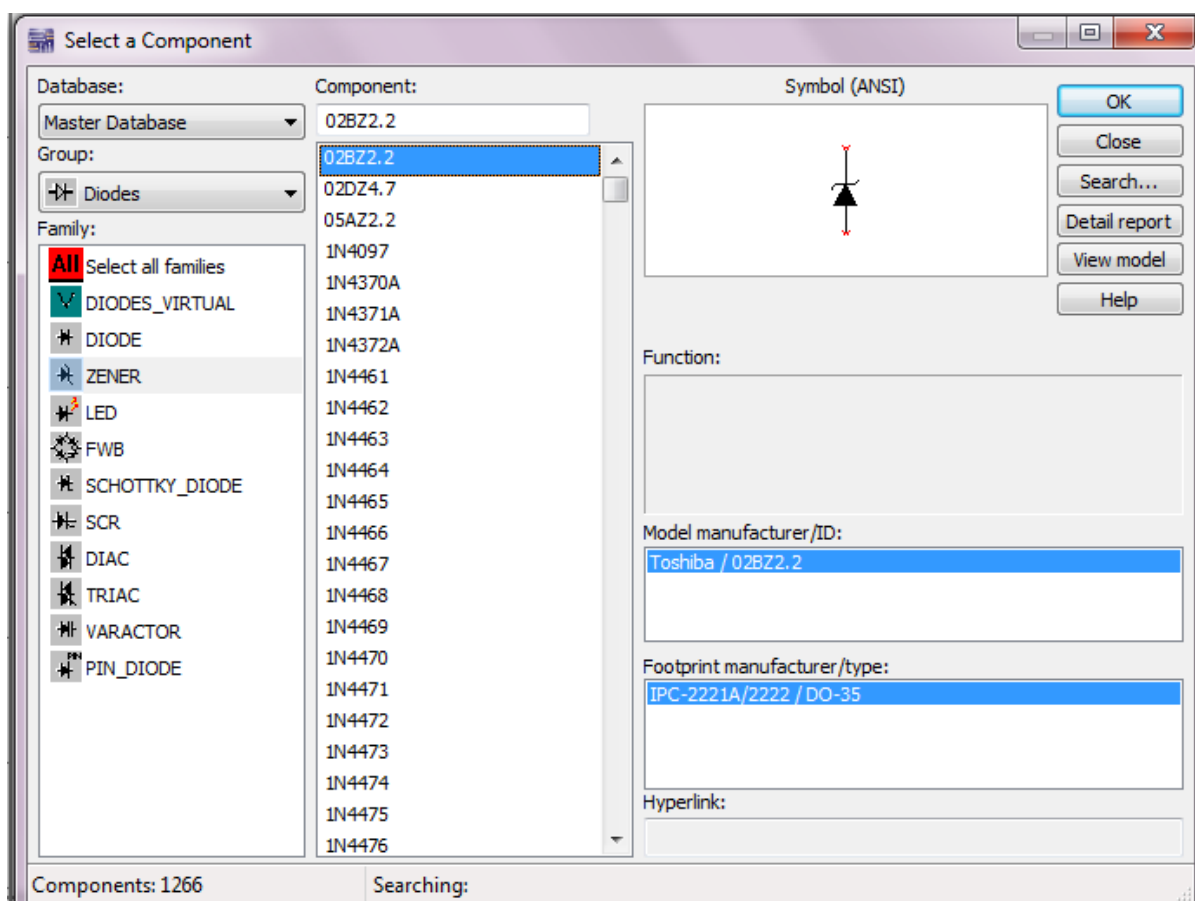 Select a Component
Database:
Master Database
Group:
Diodes
Family:
All Select all families
DIODES_VIRTUAL
DIODE
ZENER
LED
FWB
SCHOTTKY_DIODE
SCR
DIAC
TRIAC
VARACTOR
PIN PIN_DIODE
Component:
02BZ2.2
02BZ2.2
02DZ4.7
05AZ2.2
1N4097
1N4370A
1N4371A
1N4372A
1N4461
1N4462
1N4463
1N4464
1N4465
1N4466
1N4467
1N4468
1N4469
1N4470
1N4471
1N4472
1N4473
1N4474
1N4475
1N4476
Symbol (ANSI)
Function:
Model manufacturer/ID:
Toshiba / 02BZ2.2
Footprint manufacturer/type:
IPC-2221A/2222 / DO-35
Hyperlink:
OK
Close
Search...
Detail report
View model
Help
Components: 1266
Searching: